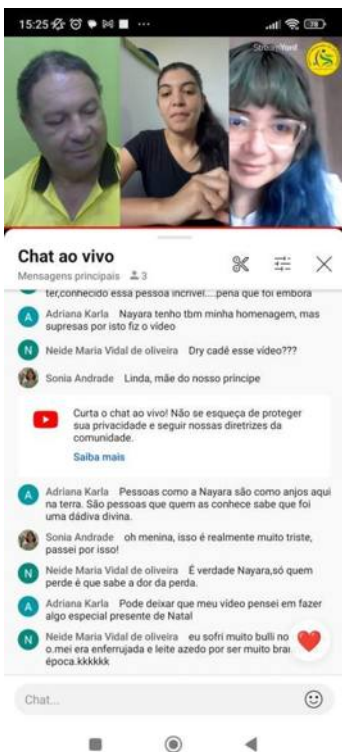 15:25
78
StreamYard
Chat ao vivo
Mensagens principais 3
ter,conhecido essa pessoa incrivel....pena que foi embora
A Adriana Karla Nayara tenho tbm minha homenagem, mas
supresas por isto fiz o video
N Neide Maria Vidal de oliveira Dry cadé esse vídeo???
Sonia Andrade Linda, mãe do nosso principe
Curta o chat ao vivo! Não se esqueça de proteger
sua privacidade e seguir nossas diretrizes da
comunidade.
Saiba mais
A Adriana Karla Pessoas como a Nayara são como anjos aqui
na terra. São pessoas que quem as conhece sabe que foi
uma dádiva divina.
Sonia Andrade oh menina, isso é realmente muito triste,
passei por isso!
N Neide Maria Vidal de oliveira É verdade Nayara,só quem
perde é que sabe a dor da perda.
A Adriana Karla Pode deixar que meu vídeo pensei em fazer
algo especial presente de Natal
N Neide Maria Vidal de oliveira eu sofri muito bulli no
o.mei era enferrujada e leite azedo por ser muito
época.kkkkkk
Chat...